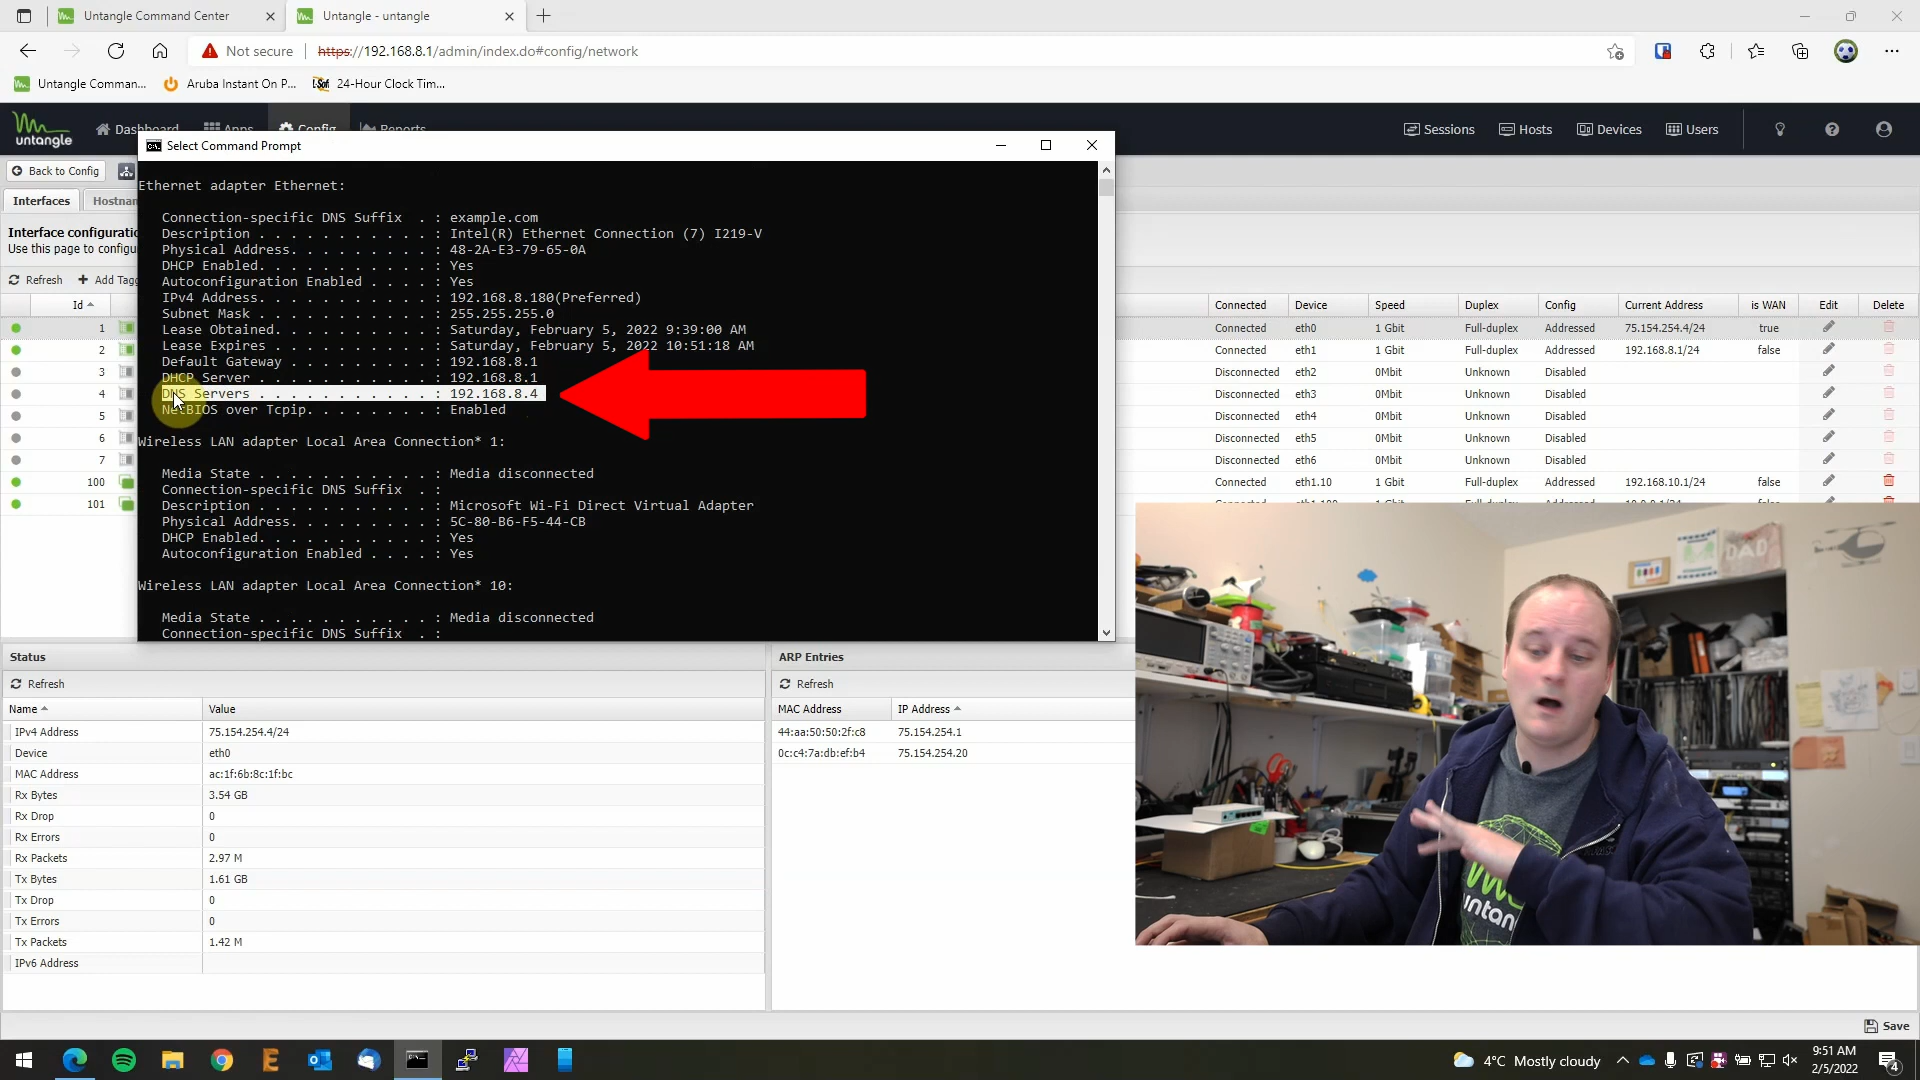 Untangle Command Center
Untangle - untangle
Not secure
https://192.168.8.1/admin/index.do#config/network
Untangle Comman...
Aruba Instant On P...
24-Hour Clock Tim...
untangle
Dashboard
Apps
Config
Reports
Sessions
Hosts
Devices
Users
Select Command Prompt
Back to Config
Interfaces
Hostnam
Interface configuratio
Use this page to configu
Refresh
Add Tagg
Ethernet adapter Ethernet:
Connection-specific DNS Suffix . : example.com
Description . . . . . . . . . . . : Intel(R) Ethernet Connection (7) I219-V
Physical Address. . . . . . . . . : 48-2A-E3-79-65-0A
DHCP Enabled. . . . . . . . . . . : Yes
Autoconfiguration Enabled . . . . : Yes
IPv4 Address. . . . . . . . . . . : 192.168.8.180(Preferred)
Subnet Mask . . . . . . . . . . . : 255.255.255.0
Lease Obtained. . . . . . . . . . : Saturday, February 5, 2022 9:39:00 AM
Lease Expires . . . . . . . . . . : Saturday, February 5, 2022 10:51:18 AM
Default Gateway . . . . . . . . . : 192.168.8.1
DHCP Server . . . . . . . . . . . : 192.168.8.1
DNS Servers . . . . . . . . . . . : 192.168.8.4
NetBIOS over Tcpip. . . . . . . . : Enabled
Wireless LAN adapter Local Area Connection* 1:
Media State . . . . . . . . . . . : Media disconnected
Connection-specific DNS Suffix . :
Description . . . . . . . . . . . : Microsoft Wi-Fi Direct Virtual Adapter
Physical Address. . . . . . . . . : 5C-80-B6-F5-44-CB
DHCP Enabled. . . . . . . . . . . : Yes
Autoconfiguration Enabled . . . . : Yes
Wireless LAN adapter Local Area Connection* 10:
Media State . . . . . . . . . . . : Media disconnected
Connection-specific DNS Suffix . :
Id
1
2
3
4
5
6
7
100
101
Connected Device Speed Duplex Config Current Address is WAN Edit Delete
Connected eth0 1 Gbit Full-duplex Addressed 75.154.254.4/24 true
Connected eth1 1 Gbit Full-duplex Addressed 192.168.8.1/24 false
Disconnected eth2 0Mbit Unknown Disabled
Disconnected eth3 0Mbit Unknown Disabled
Disconnected eth4 0Mbit Unknown Disabled
Disconnected eth5 0Mbit Unknown Disabled
Disconnected eth6 0Mbit Unknown Disabled
Connected eth1.10 1 Gbit Full-duplex Addressed 192.168.10.1/24 false
Status
Refresh
Name Value
IPv4 Address 75.154.254.4/24
Device eth0
MAC Address ac:1f:6b:8c:1f:bc
Rx Bytes 3.54 GB
Rx Drop 0
Rx Errors 0
Rx Packets 2.97 M
Tx Bytes 1.61 GB
Tx Drop 0
Tx Errors 0
Tx Packets 1.42 M
IPv6 Address
ARP Entries
Refresh
MAC Address IP Address
44:aa:50:50:2f:c8 75.154.254.1
0c:c4:7a:db:ef:b4 75.154.254.20
DAD
untan
Save
4°C Mostly cloudy
9:51 AM
2/5/2022
4